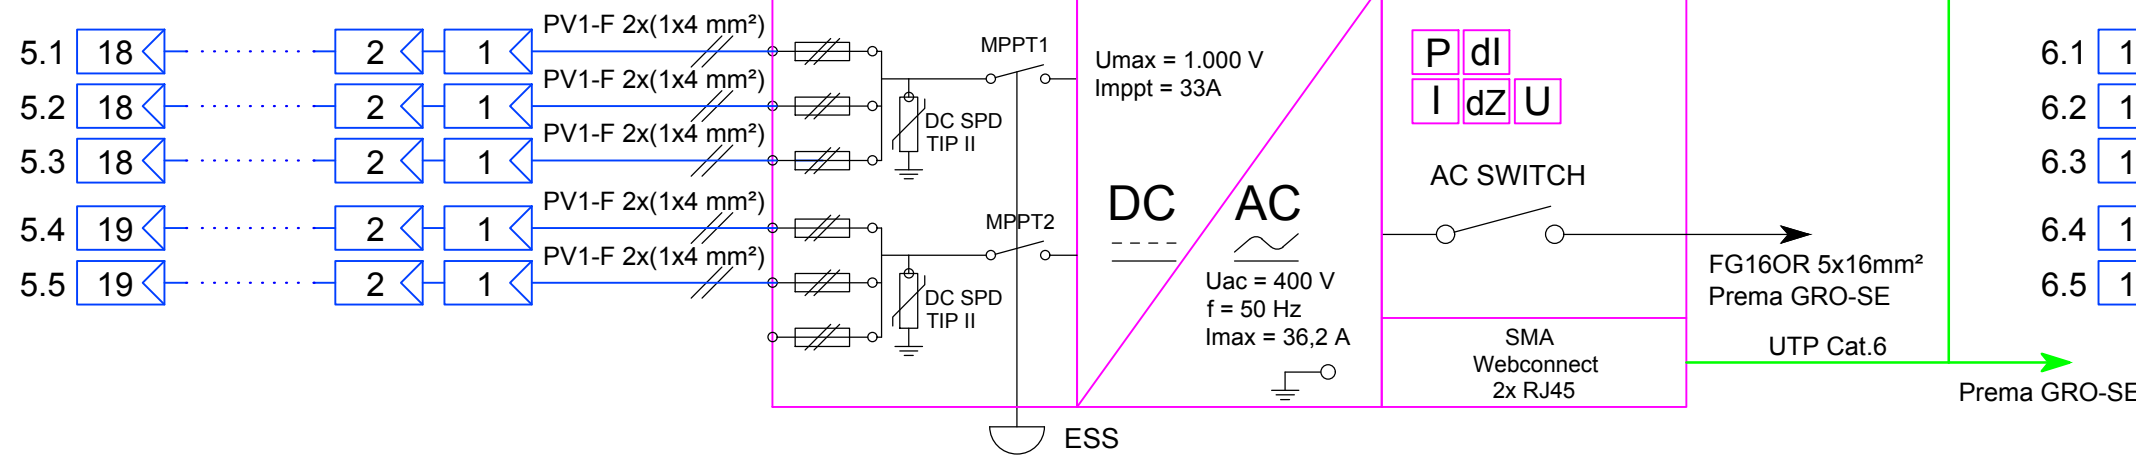 PV1-F 2x(1x4 mm²)
5.1 18 2 1
PV1-F 2x(1x4 mm²)
5.2 18 2 1
PV1-F 2x(1x4 mm²)
5.3 18 2 1
PV1-F 2x(1x4 mm²)
5.4 19 2 1
PV1-F 2x(1x4 mm²)
5.5 19 2 1
MPPT1
DC SPD
TIP II
MPPT2
DC SPD
TIP II
ESS
Umax = 1.000 V
Imppt = 33A
DC
AC
Uac = 400 V
f = 50 Hz
Imax = 36,2 A
P dI
I dZ U
AC SWITCH
SMA
Webconnect
2x RJ45
FG16OR 5x16mm²
Prema GRO-SE
UTP Cat.6
Prema GRO-SE
6.1 1
6.2 1
6.3 1
6.4 1
6.5 1